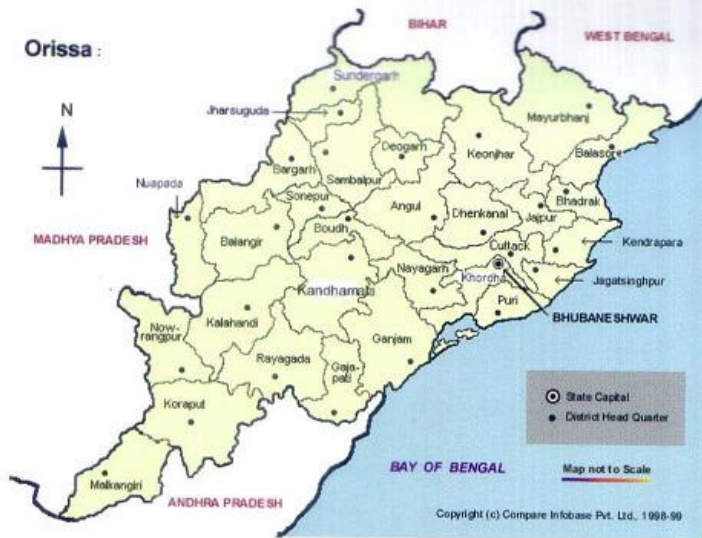 BIHAR
WEST BENGAL
Orissa :
N
Sundergarh
Jharsuguda
Mayurbhanj
Deogarh
Keonjhar
Balasore
Bargarh
Sambalpur
Nuapada
Sonepur
Angul
Bhadrak
Dhenkanal
Jajpur
Boudh
MADHYA PRADESH
Balangir
Cuttack
Kendrapara
Nayagarh
Khordha
Jagatsinghpur
Kandhamala
Puri
Kalahandi
BHUBANESHWAR
Now-
rangpur
Ganjam
Rayagada
Gaja-
pati
Koraput
State Capital
District Head Quarter
BAY OF BENGAL
Map not to Scale
Malkangiri
ANDHRA PRADESH
Copyright (c) Compare Infobase Pvt. Ltd., 1998-99